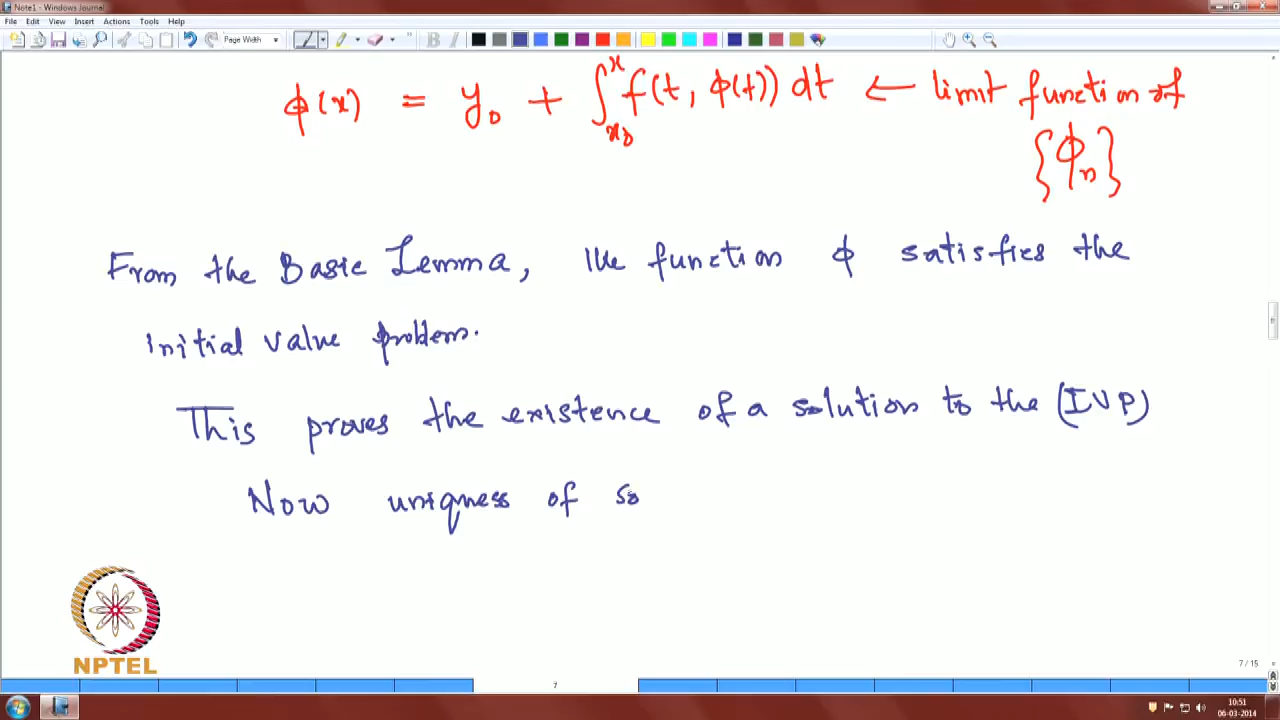 Note1 - Windows Journal
File Edit View Insert Actions Tools Help
Page Width
B I
φ(x) = y₀ + ∫ₓ₀ˣ f(t, φ(t)) dt ← limit function of
{φₙ}
From the Basic Lemma, the function φ satisfies the
initial value problem.
This proves the existence of a solution to the (IVP)
Now uniqness of so
NPTEL
7 / 15
7
10:51
06-03-2014